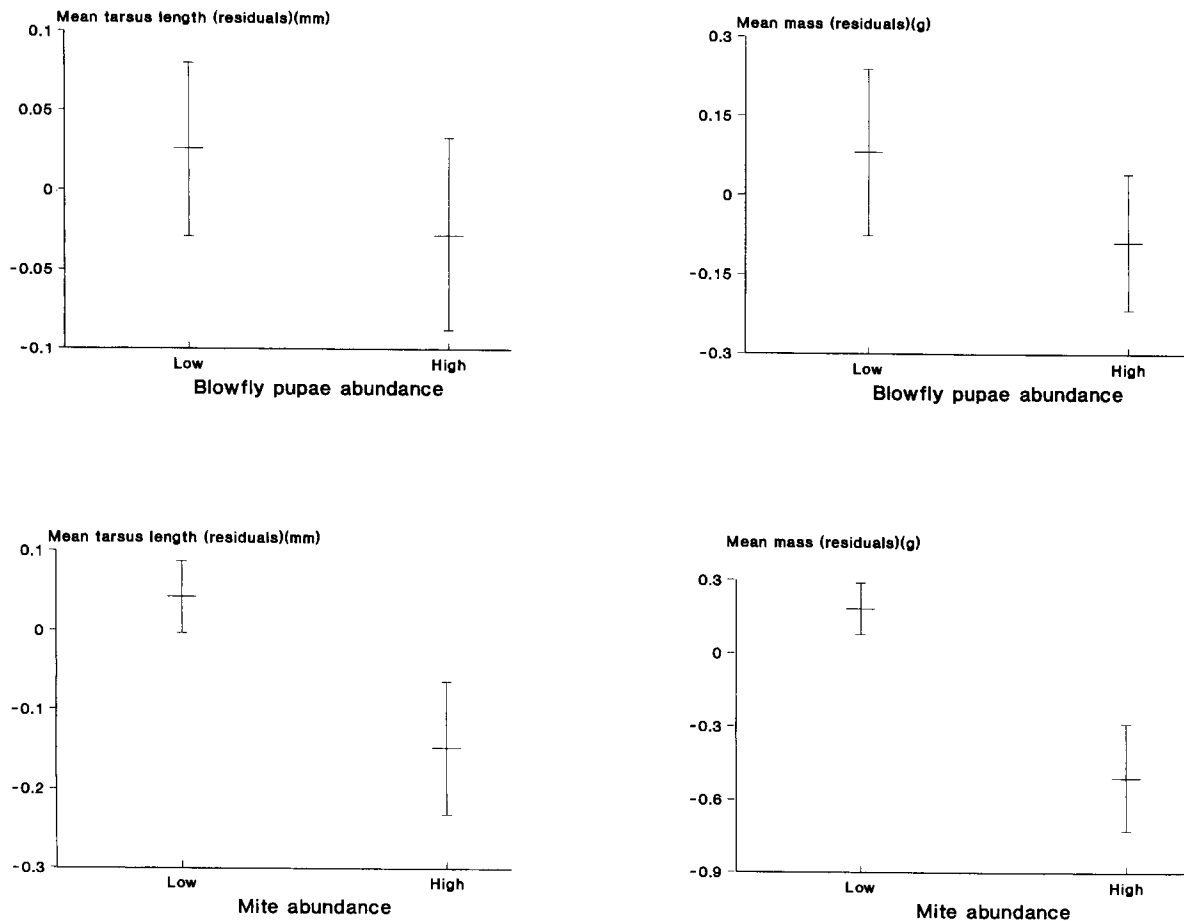 Mean tarsus length (residuals)(mm)
0.1
0.05
0
-0.05
-0.1
Low
High
Blowfly pupae abundance
Mean mass (residuals)(g)
0.3
0.15
0
-0.15
-0.3
Low
High
Blowfly pupae abundance
Mean tarsus length (residuals)(mm)
0.1
0
-0.1
-0.2
-0.3
Low
High
Mite abundance
Mean mass (residuals)(g)
0.3
0
-0.3
-0.6
-0.9
Low
High
Mite abundance